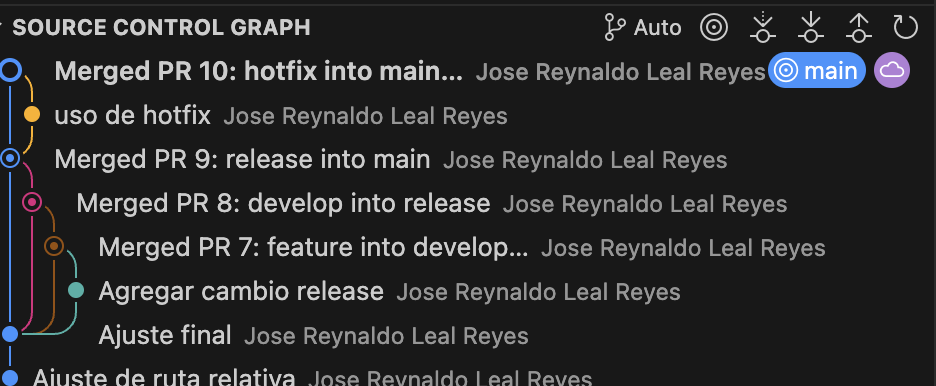 SOURCE CONTROL GRAPH Auto
Merged PR 10: hotfix into main... Jose Reynaldo Leal Reyes main
uso de hotfix Jose Reynaldo Leal Reyes
Merged PR 9: release into main Jose Reynaldo Leal Reyes
Merged PR 8: develop into release Jose Reynaldo Leal Reyes
Merged PR 7: feature into develop... Jose Reynaldo Leal Reyes
Agregar cambio release Jose Reynaldo Leal Reyes
Ajuste final Jose Reynaldo Leal Reyes
Ajuste de ruta relativa Jose Reynaldo Leal Reyes